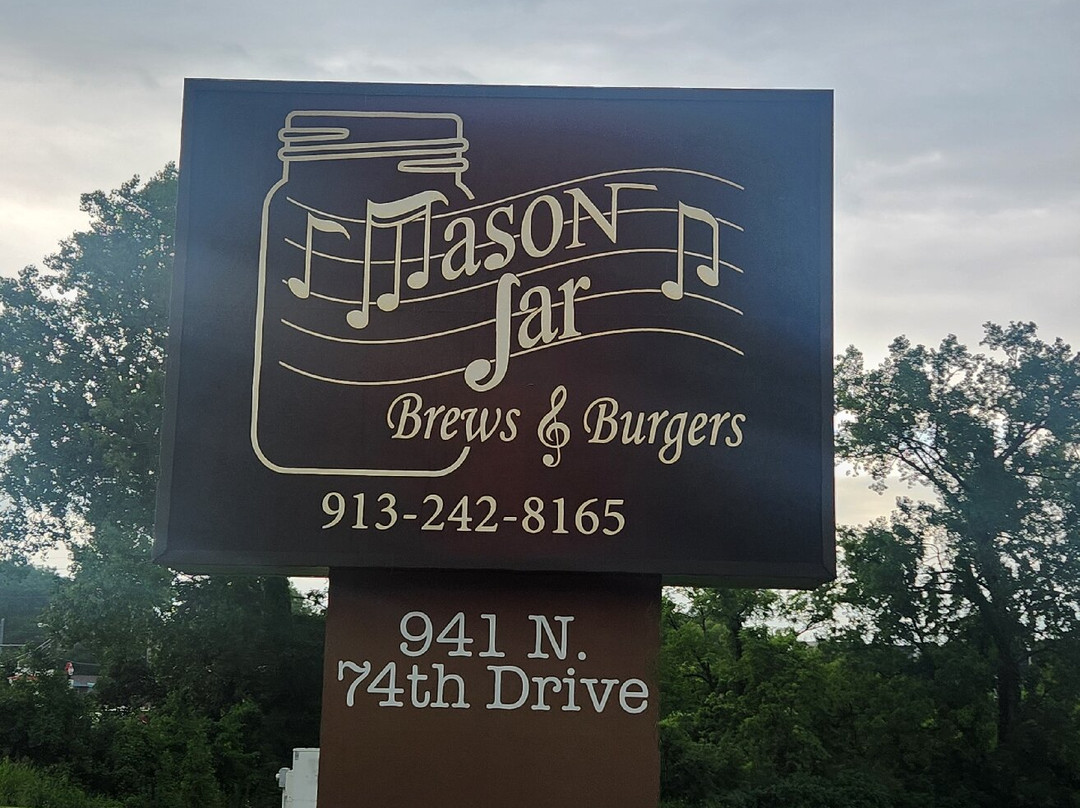 Mason
Jar
Brews & Burgers
913-242-8165
941 N.
74th Drive